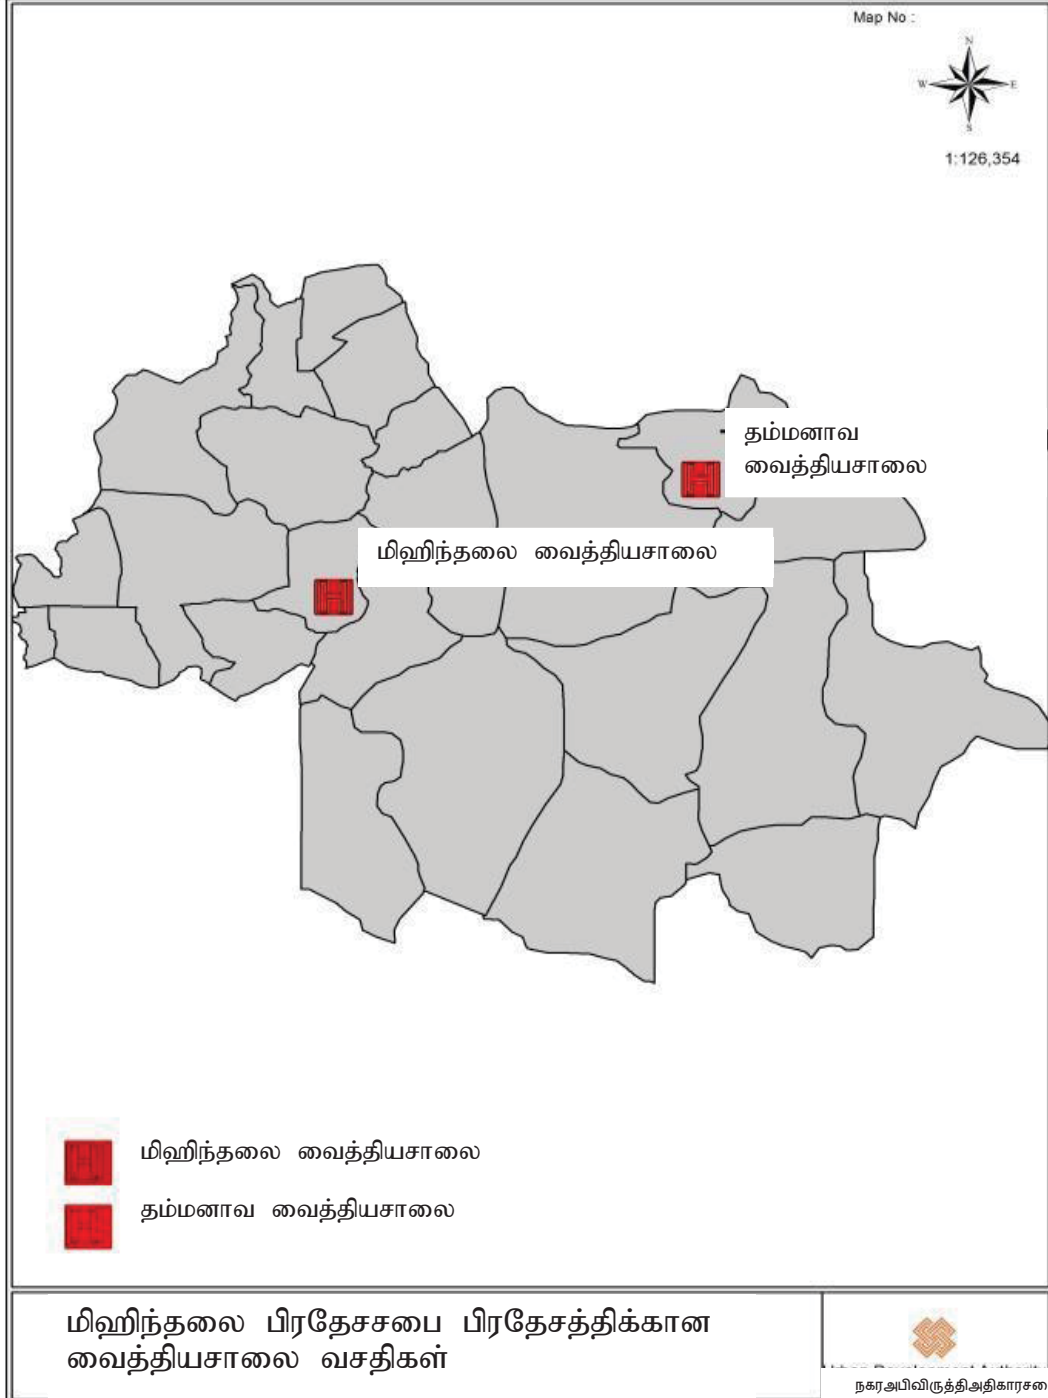 Map No :
N
W E
S
1:126,354
தம்மனாவ
வைத்தியசாலை
மிஹிந்தலை வைத்தியசாலை
H
H
H
மிஹிந்தலை வைத்தியசாலை
H
தம்மனாவ வைத்தியசாலை
மிஹிந்தலை பிரதேசசபை பிரதேசத்திக்கான
வைத்தியசாலை வசதிகள்
நகரஅபிவிருத்திஅதிகாரசபை